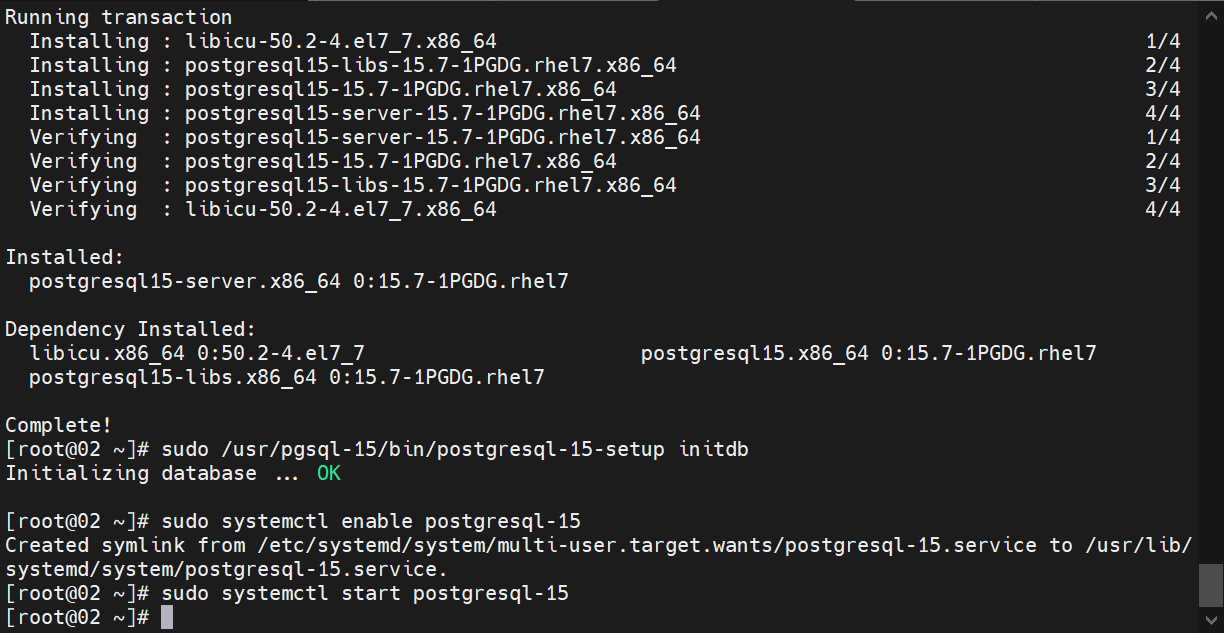 Running transaction
  Installing : libicu-50.2-4.el7_7.x86_64                                                      1/4
  Installing : postgresql15-libs-15.7-1PGDG.rhel7.x86_64                                       2/4
  Installing : postgresql15-15.7-1PGDG.rhel7.x86_64                                            3/4
  Installing : postgresql15-server-15.7-1PGDG.rhel7.x86_64                                     4/4
  Verifying  : postgresql15-server-15.7-1PGDG.rhel7.x86_64                                     1/4
  Verifying  : postgresql15-15.7-1PGDG.rhel7.x86_64                                            2/4
  Verifying  : postgresql15-libs-15.7-1PGDG.rhel7.x86_64                                       3/4
  Verifying  : libicu-50.2-4.el7_7.x86_64                                                      4/4

Installed:
  postgresql15-server.x86_64 0:15.7-1PGDG.rhel7

Dependency Installed:
  libicu.x86_64 0:50.2-4.el7_7                       postgresql15.x86_64 0:15.7-1PGDG.rhel7
  postgresql15-libs.x86_64 0:15.7-1PGDG.rhel7

Complete!
[root@02 ~]# sudo /usr/pgsql-15/bin/postgresql-15-setup initdb
Initializing database ... OK

[root@02 ~]# sudo systemctl enable postgresql-15
Created symlink from /etc/systemd/system/multi-user.target.wants/postgresql-15.service to /usr/lib/
systemd/system/postgresql-15.service.
[root@02 ~]# sudo systemctl start postgresql-15
[root@02 ~]#